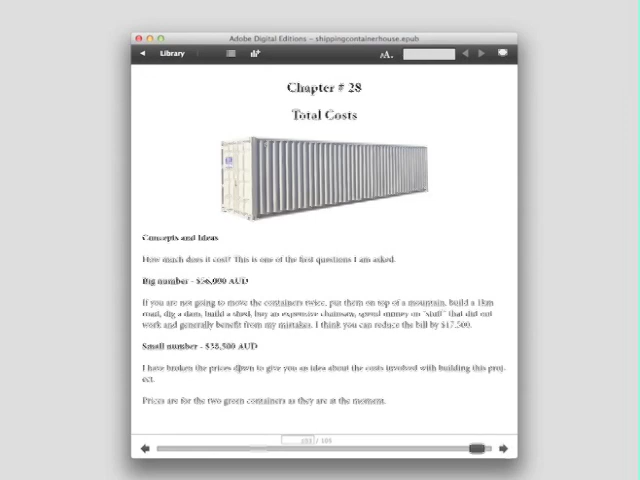 Adobe Digital Editions - shippingcontainerhouse.epub
Library
AA.
Chapter # 28
Total Costs
Concepts and Ideas
How much does it cost? This is one of the first questions I am asked.
Big number - $56,000 AUD
If you are not going to move the containers twice, put them on top of a mountain, build a 1km
road, dig a dam, build a shed, buy an expensive chainsaw, spend money on "stuff" that did not
work and generally benefit from my mistakes. I think you can reduce the bill by $17,500.
Small number - $38,500 AUD
I have broken the prices down to give you an idea about the costs involved with building this proj-
ect.
Prices are for the two green containers as they are at the moment.